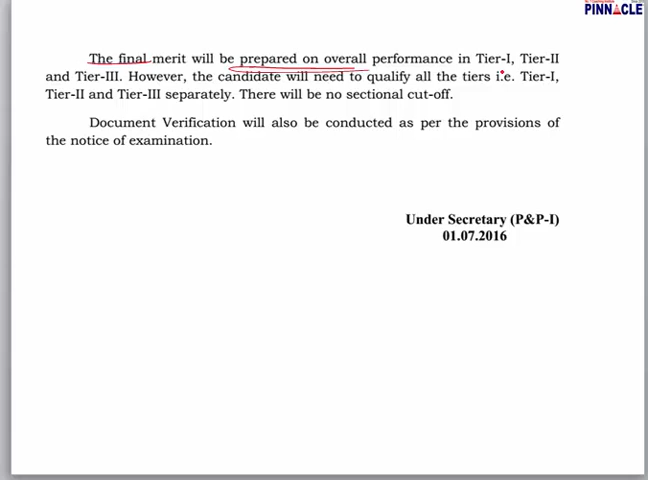 PINNACLE
The final merit will be prepared on overall performance in Tier-I, Tier-II
and Tier-III. However, the candidate will need to qualify all the tiers i.e. Tier-I,
Tier-II and Tier-III separately. There will be no sectional cut-off.
Document Verification will also be conducted as per the provisions of
the notice of examination.
Under Secretary (P&P-I)
01.07.2016